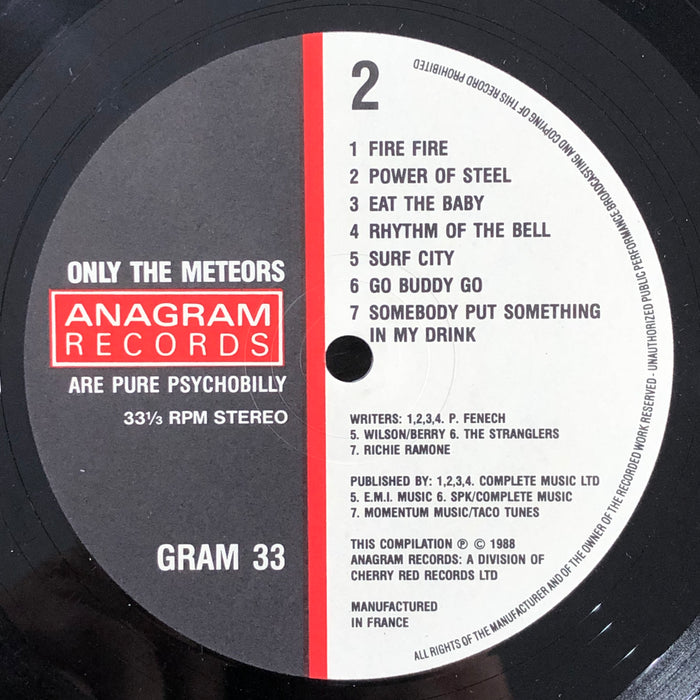 2
1 FIRE FIRE
2 POWER OF STEEL
3 EAT THE BABY
4 RHYTHM OF THE BELL
5 SURF CITY
6 GO BUDDY GO
7 SOMEBODY PUT SOMETHING
IN MY DRINK
ONLY THE METEORS
ANAGRAM
RECORDS
ARE PURE PSYCHOBILLY
33⅓ RPM STEREO
GRAM 33
WRITERS: 1,2,3,4. P. FENECH
5. WILSON/BERRY 6. THE STRANGLERS
7. RICHIE RAMONE
PUBLISHED BY: 1,2,3,4. COMPLETE MUSIC LTD
5. E.M.I. MUSIC 6. SPK/COMPLETE MUSIC
7. MOMENTUM MUSIC/TACO TUNES
THIS COMPILATION ℗ © 1988
ANAGRAM RECORDS: A DIVISION OF
CHERRY RED RECORDS LTD
MANUFACTURED
IN FRANCE
ALL RIGHTS OF THE MANUFACTURER AND OF THE OWNER OF THE RECORDED WORK RESERVED - UNAUTHORIZED PUBLIC PERFORMANCE BROADCASTING AND COPYING OF THIS RECORD PROHIBITED